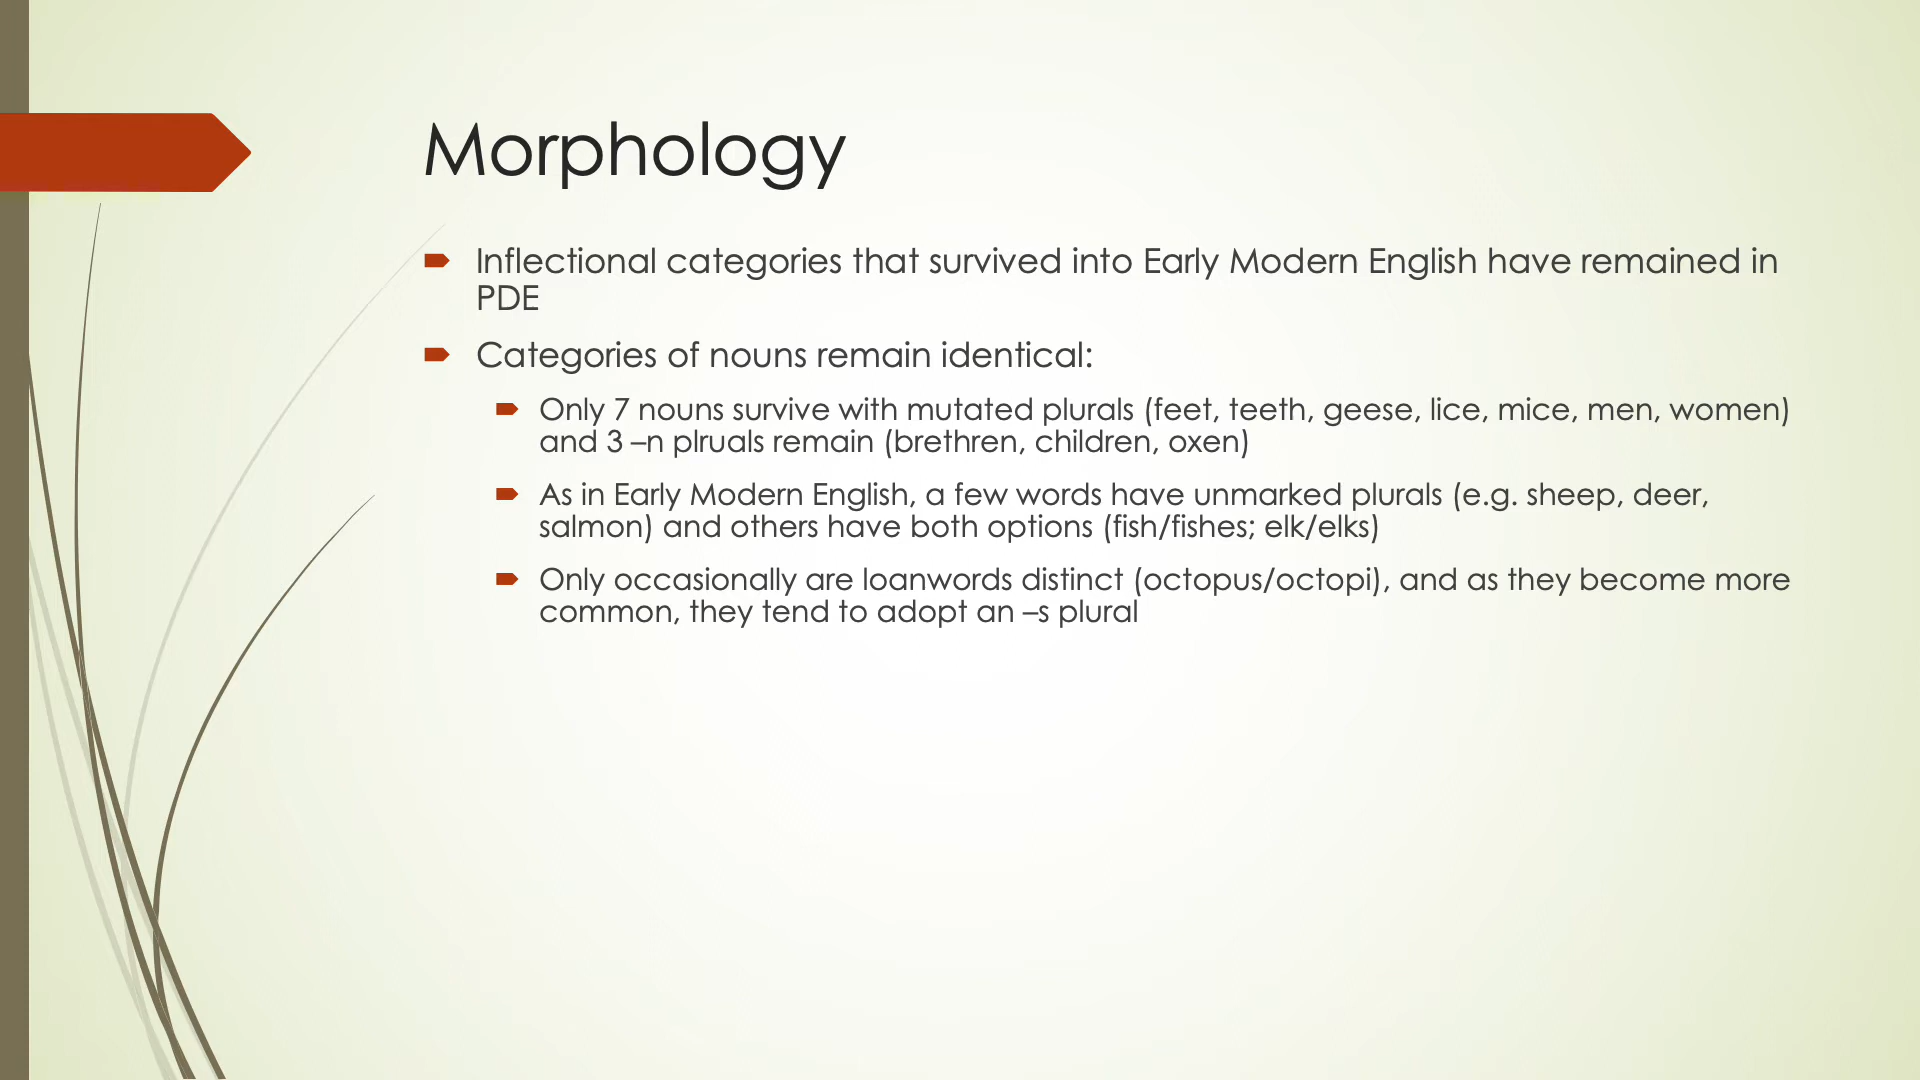 Morphology
Inflectional categories that survived into Early Modern English have remained in
PDE
Categories of nouns remain identical:
Only 7 nouns survive with mutated plurals (feet, teeth, geese, lice, mice, men, women)
and 3 –n plruals remain (brethren, children, oxen)
As in Early Modern English, a few words have unmarked plurals (e.g. sheep, deer,
salmon) and others have both options (fish/fishes; elk/elks)
Only occasionally are loanwords distinct (octopus/octopi), and as they become more
common, they tend to adopt an –s plural